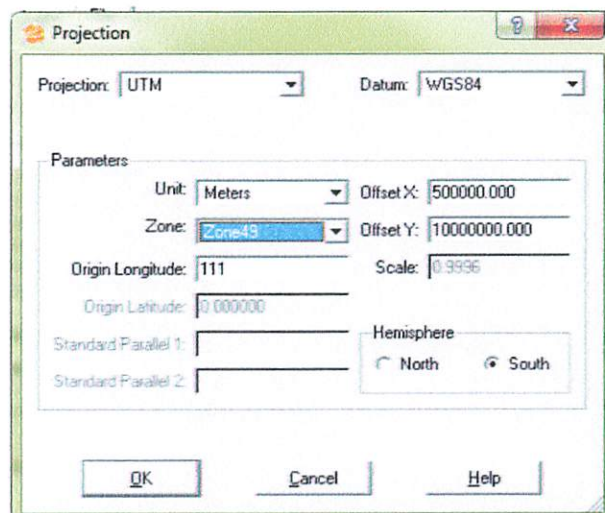 Projection
Projection: UTM Datum: WGS84
Parameters
Unit: Meters Offset X: 500000.000
Zone: Zone49 Offset Y: 10000000.000
Origin Longitude: 111 Scale: 0.9996
Origin Latitude: 0.000000
Hemisphere
Standard Parallel 1: North South
Standard Parallel 2:
OK Cancel Help